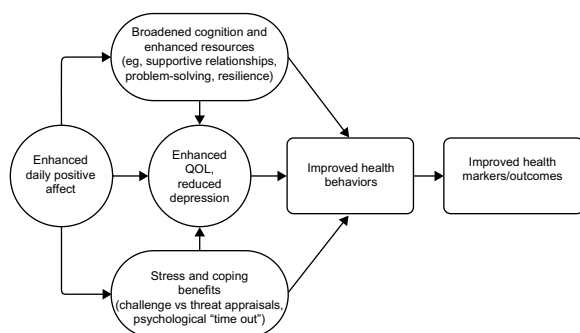 Broadened cognition and
enhanced resources
(eg, supportive relationships,
problem-solving, resilience)
Enhanced
daily positive
affect
Enhanced
QOL,
reduced
depression
Improved health
behaviors
Improved health
markers/outcomes
Stress and coping
benefits
(challenge vs threat appraisals,
psychological “time out”)